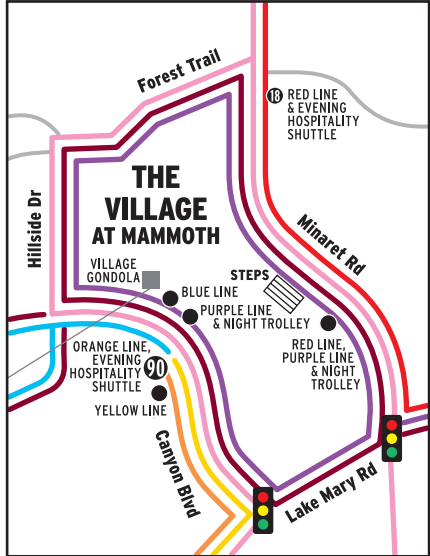 Forest Trail
18 RED LINE
& EVENING
HOSPITALITY
SHUTTLE
Hillside Dr
THE
VILLAGE
AT MAMMOTH
Minaret Rd
VILLAGE
GONDOLA
STEPS
BLUE LINE
PURPLE LINE
& NIGHT TROLLEY
RED LINE,
PURPLE LINE
& NIGHT
TROLLEY
ORANGE LINE,
EVENING
HOSPITALITY
SHUTTLE
90
YELLOW LINE
Canyon Blvd
Lake Mary Rd